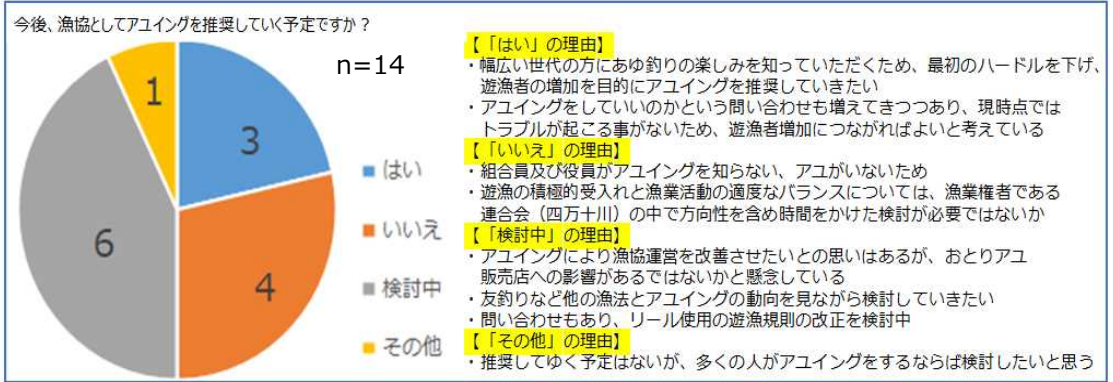 今後、漁協としてアユイングを推奨していく予定ですか？
n=14
1
3
6
4
はい
いいえ
検討中
その他
【「はい」の理由】
・幅広い世代の方にあゆ釣りの楽しみを知っていただくため、最初のハードルを下げ、
遊漁者の増加を目的にアユイングを推奨していきたい
・アユイングをしていいのかという問い合わせも増えてきつつあり、現時点では
トラブルが起こる事がないため、遊漁者増加につながればよいと考えている
【「いいえ」の理由】
・組合員及び役員がアユイングを知らない、アユがいないため
・遊漁の積極的受入れと漁業活動の適度なバランスについては、漁業権者である
連合会（四万十川）の中で方向性を含め時間をかけた検討が必要ではないか
【「検討中」の理由】
・アユイングにより漁協運営を改善させたいとの思いはあるが、おとりアユ
販売店への影響があるではないかと懸念している
・友釣りなど他の漁法とアユイングの動向を見ながら検討していきたい
・問い合わせもあり、リール使用の遊漁規則の改正を検討中
【「その他」の理由】
・推奨してゆく予定はないが、多くの人がアユイングをするならば検討したいと思う